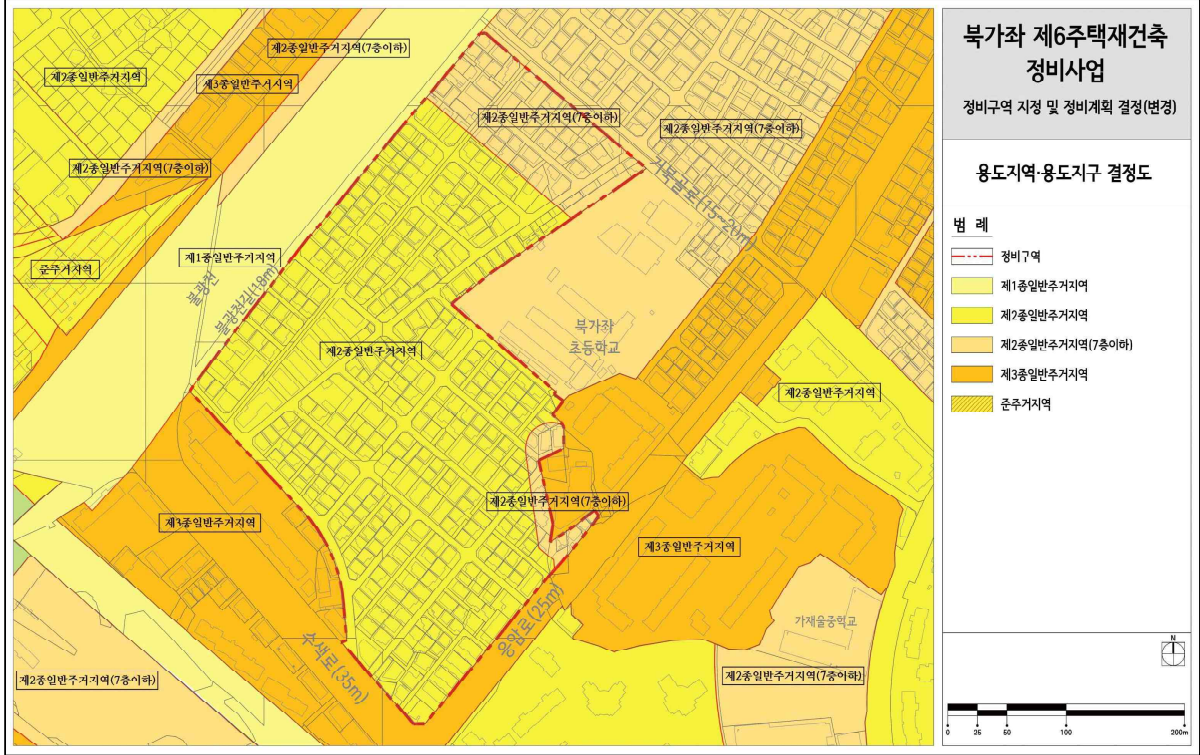 북가좌 제6주택재건축
정비사업
정비구역 지정 및 정비계획 결정(변경)
용도지역·용도지구 결정도
범 례
정비구역
제1종일반주거지역
제2종일반주거지역
제2종일반주거지역(7층이하)
제3종일반주거지역
준주거지역
N
0 25 50 100 200m
제2종일반주거지역(7층이하)
제2종일반주거지역
제3종일반주거지역
제2종일반주거지역(7층이하)
제2종일반주거지역(7층이하)
제2종일반주거지역(7층이하)
거북골로(15~20m)
제1종일반주거지역
준주거지역
불광천
불광천길(18m)
북가좌
초등학교
제2종일반주거지역
제2종일반주거지역
제2종일반주거지역(7층이하)
제3종일반주거지역
제3종일반주거지역
응암로(25m)
가재울중학교
수색로(35m)
제2종일반주거지역(7층이하)
제2종일반주거지역(7층이하)